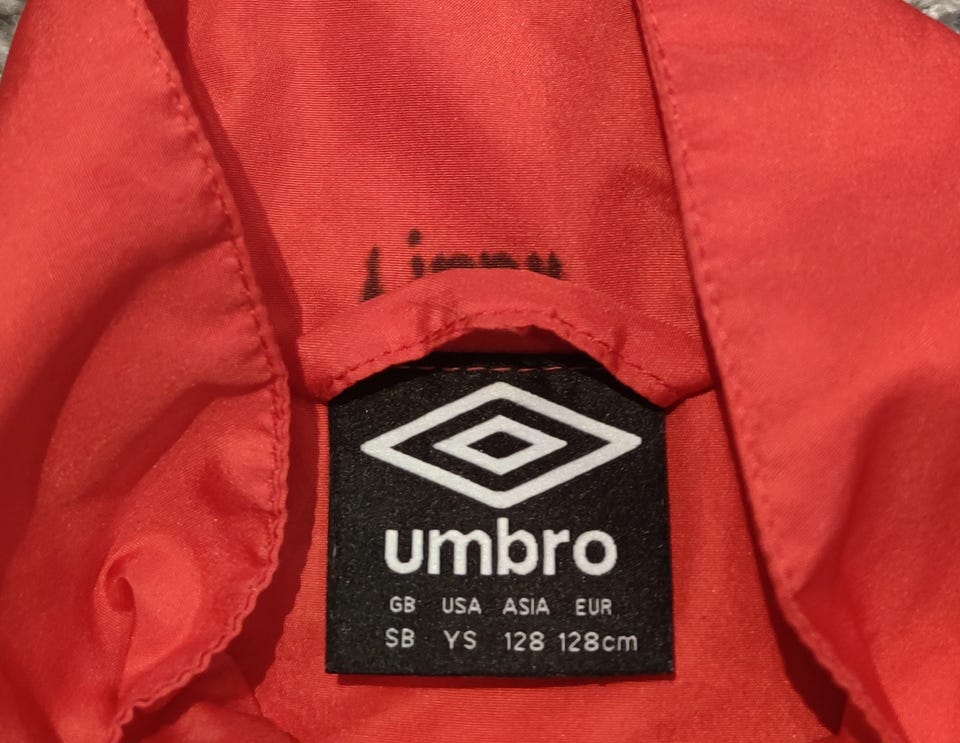 umbro
GB USA ASIA EUR
SB YS 128 128cm